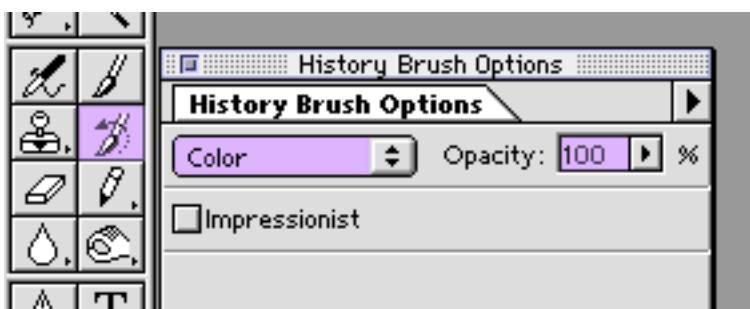 History Brush Options
History Brush Options
Color Opacity: 100 %
Impressionist
T